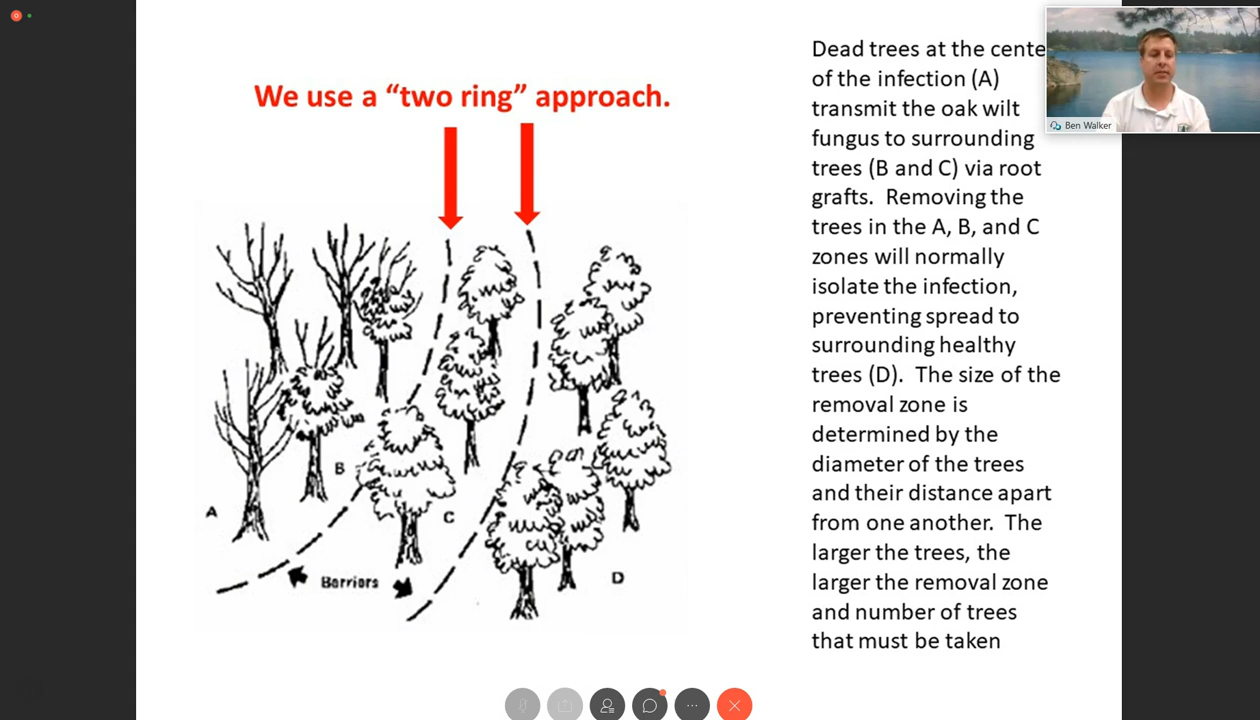 We use a “two ring” approach.
Dead trees at the cente
of the infection (A)
transmit the oak wilt
fungus to surrounding
trees (B and C) via root
grafts.  Removing the
trees in the A, B, and C
zones will normally
isolate the infection,
preventing spread to
surrounding healthy
trees (D).  The size of the
removal zone is
determined by the
diameter of the trees
and their distance apart
from one another.  The
larger the trees, the
larger the removal zone
and number of trees
that must be taken
Ben Walker
B
A
C
Barriers
D